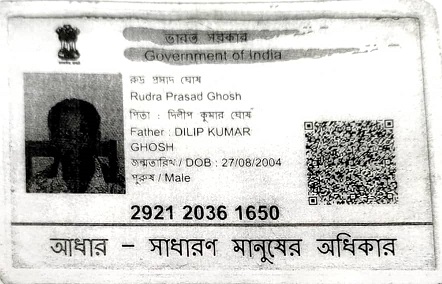 ভারত সরকার
Government of India
রুদ্র প্রসাদ ঘোষ
Rudra Prasad Ghosh
পিতা : দিলীপ কুমার ঘোষ
Father : DILIP KUMAR
GHOSH
জন্মতারিখ / DOB : 27/08/2004
পুরুষ / Male
2921 2036 1650
আধার – সাধারণ মানুষের অধিকার